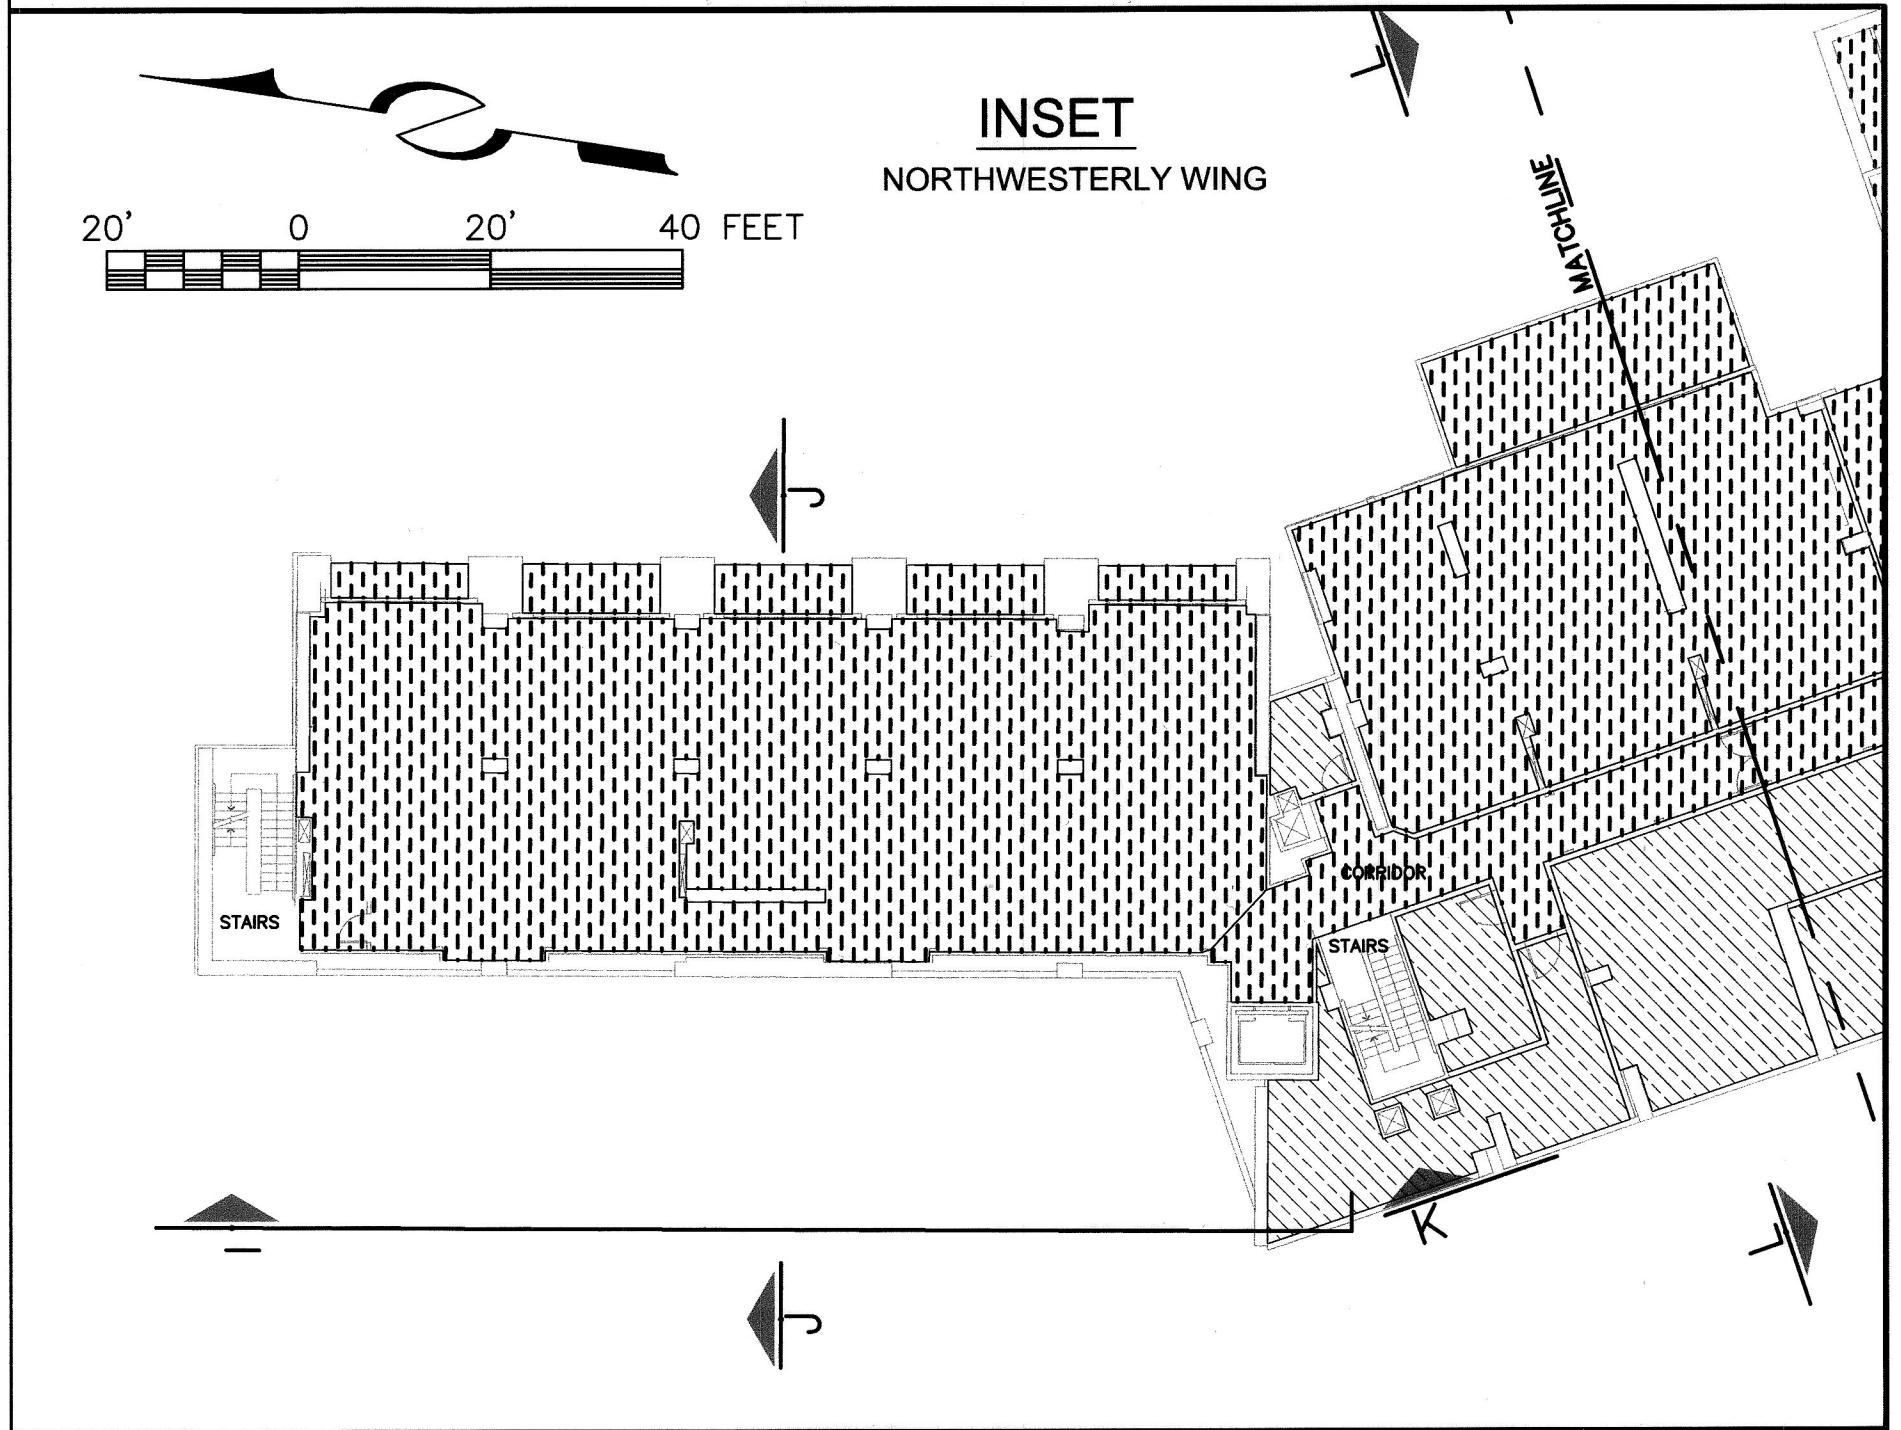 INSET
NORTHWESTERLY WING
20' 0 20' 40 FEET
L
MATCHLINE
J
CORRIDOR
STAIRS
STAIRS
K
I
L
J